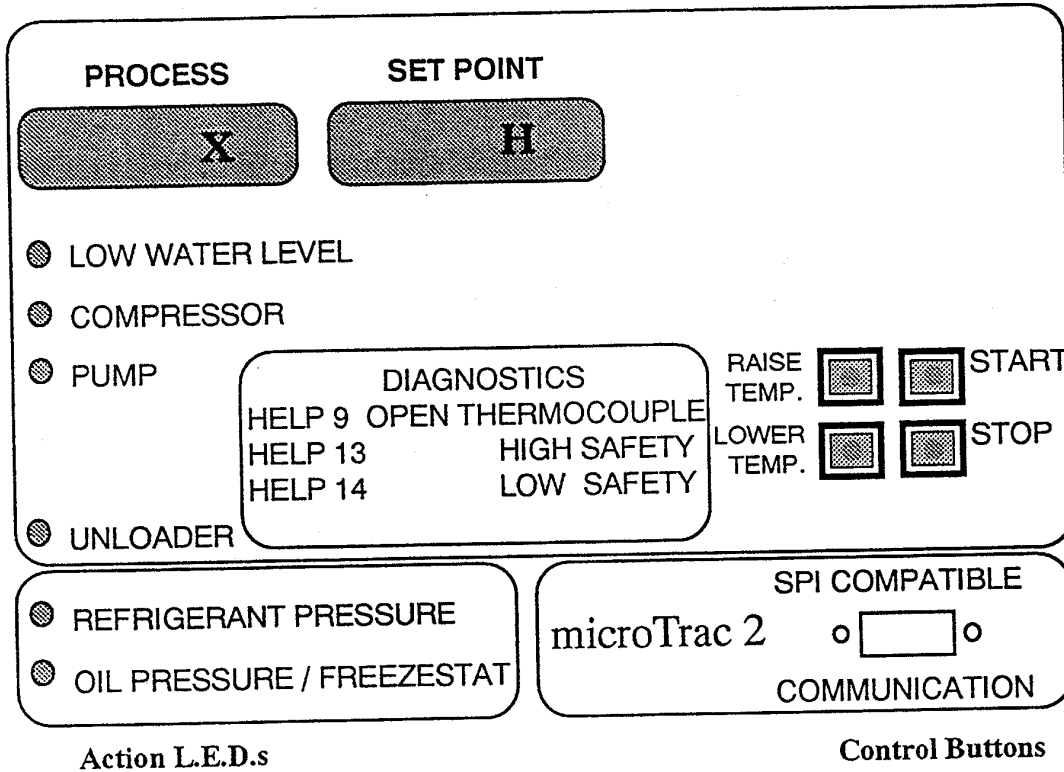 PROCESS
SET POINT
X
H
LOW WATER LEVEL
COMPRESSOR
PUMP
UNLOADER
DIAGNOSTICS
HELP 9 OPEN THERMOCOUPLE
HELP 13 HIGH SAFETY
HELP 14 LOW SAFETY
RAISE
TEMP.
START
LOWER
TEMP.
STOP
REFRIGERANT PRESSURE
OIL PRESSURE / FREEZESTAT
SPI COMPATIBLE
microTrac 2
COMMUNICATION
Action L.E.D.s
Control Buttons